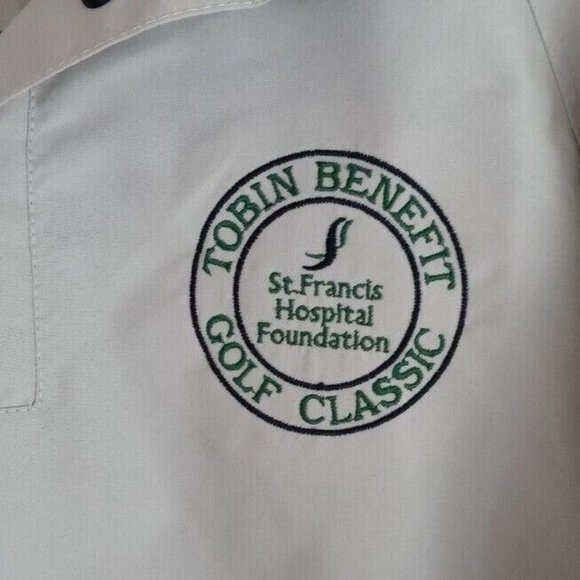 TOBIN BENEFIT
St. Francis
Hospital
Foundation
GOLF CLASSIC